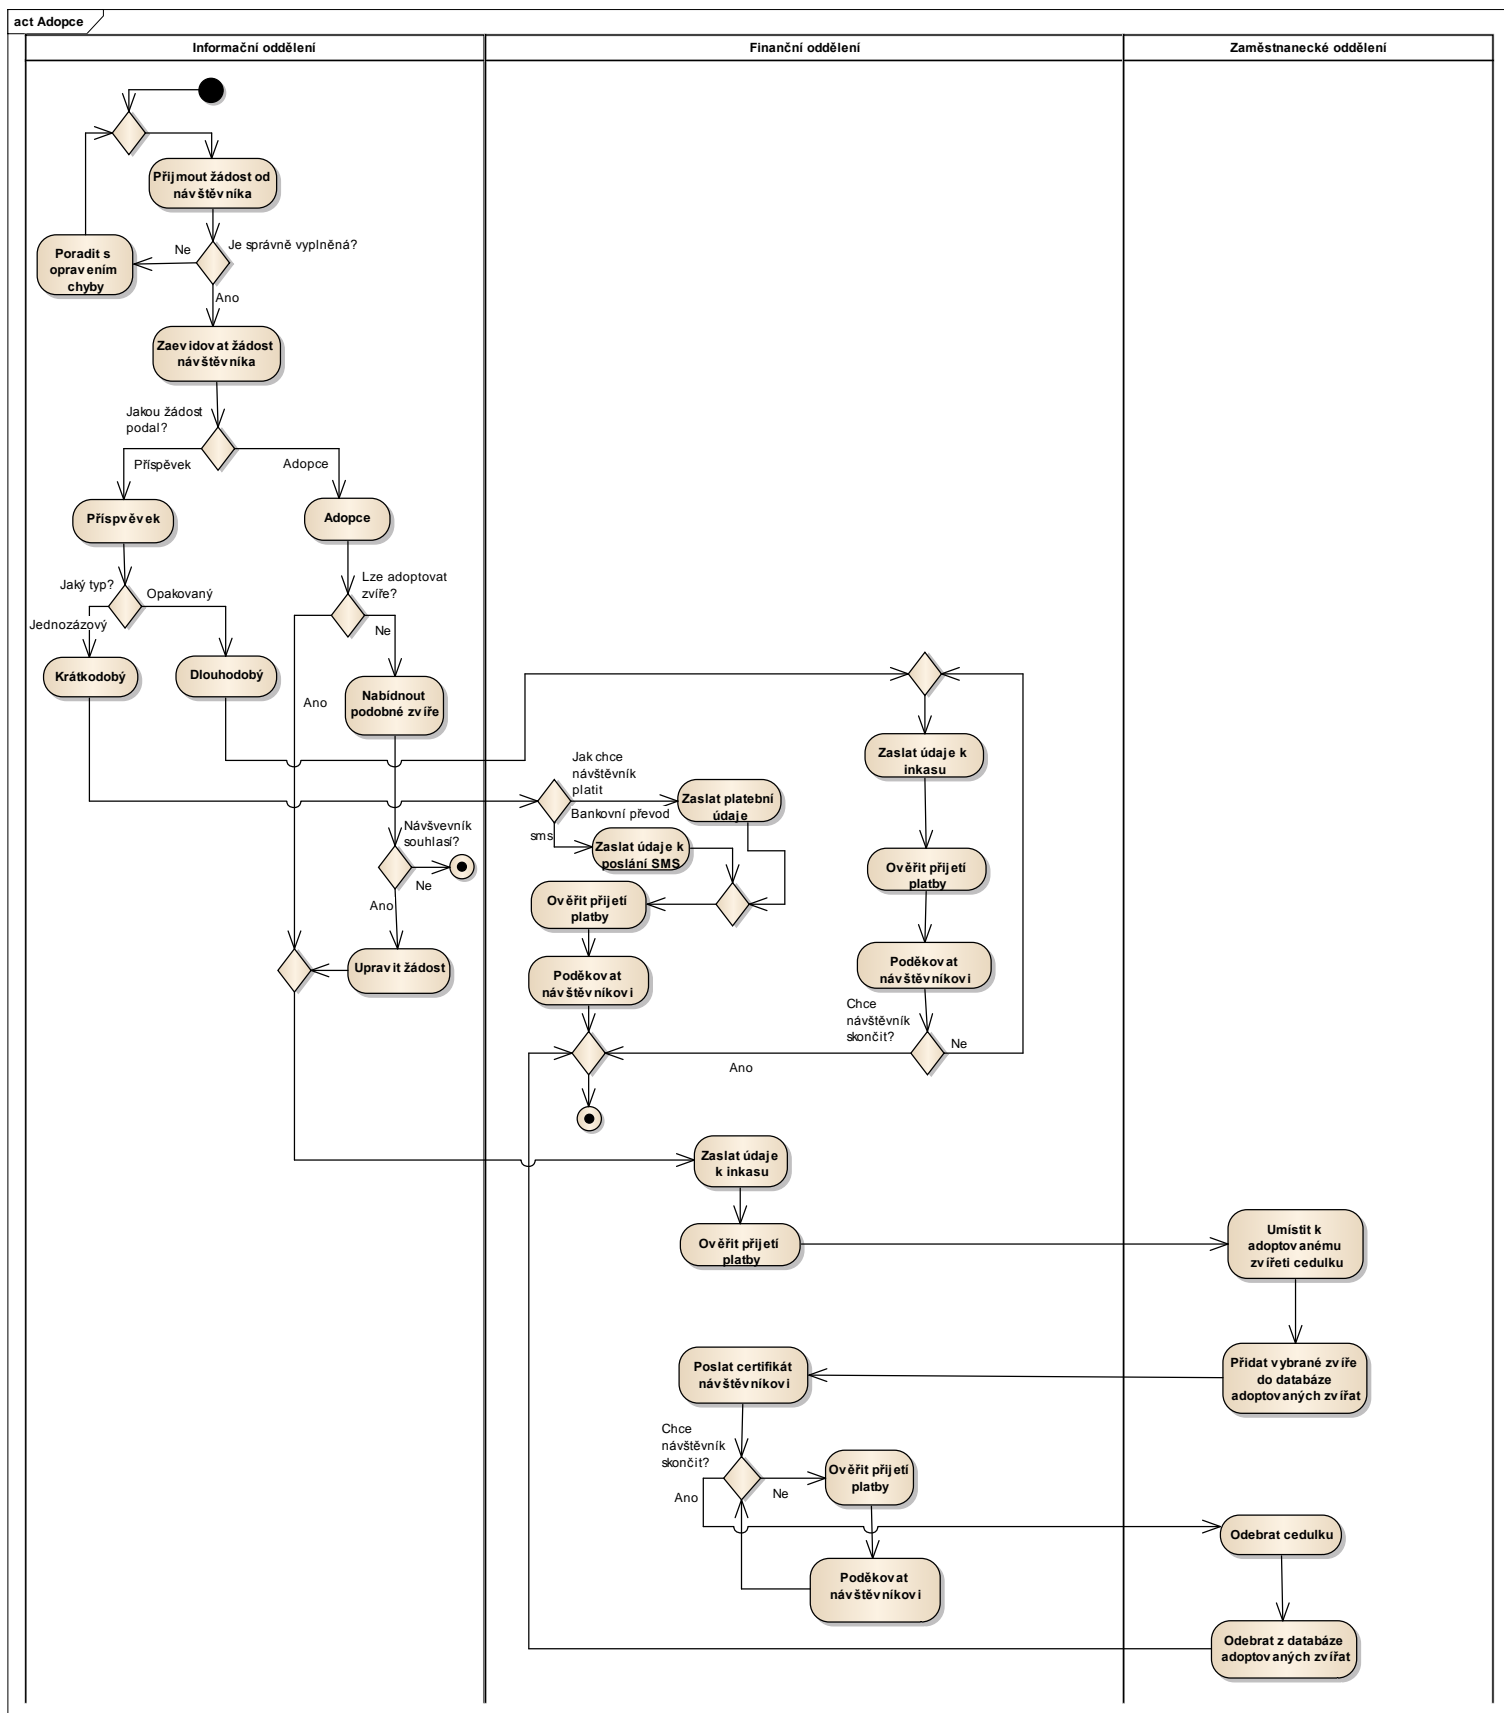 act Adopce
Informační oddělení
Finanční oddělení
Zaměstnanecké oddělení
Přijmout žádost od
návštěvníka
Je správně vyplněná?
Ne
Poradit s
opravením
chyby
Ano
Zaevidovat žádost
návštěvníka
Jakou žádost
podal?
Příspěvek
Adopce
Příspvěvek
Adopce
Jaký typ?
Opakovaný
Jednozázový
Lze adoptovat
zvíře?
Ne
Krátkodobý
Dlouhodobý
Ano
Nabídnout
podobné zvíře
Návšvevník
souhlasí?
Ne
Ano
Upravit žádost
Jak chce
návštěvník
platit
Bankovní převod
Zaslat platební
údaje
sms
Zaslat údaje k
poslání SMS
Ověřit přijetí
platby
Poděkovat
návštěvníkovi
Zaslat údaje k
inkasu
Ověřit přijetí
platby
Poděkovat
návštěvníkovi
Chce
návštěvník
skončit?
Ne
Ano
Zaslat údaje
k inkasu
Ověřit přijetí
platby
Umístit k
adoptovanému
zvířeti cedulku
Přidat vybrané zvíře
do databáze
adoptovaných zvířat
Poslat certifikát
návštěvníkovi
Chce
návštěvník
skončit?
Ano
Ne
Ověřit přijetí
platby
Poděkovat
návštěvníkovi
Odebrat cedulku
Odebrat z databáze
adoptovaných zvířat